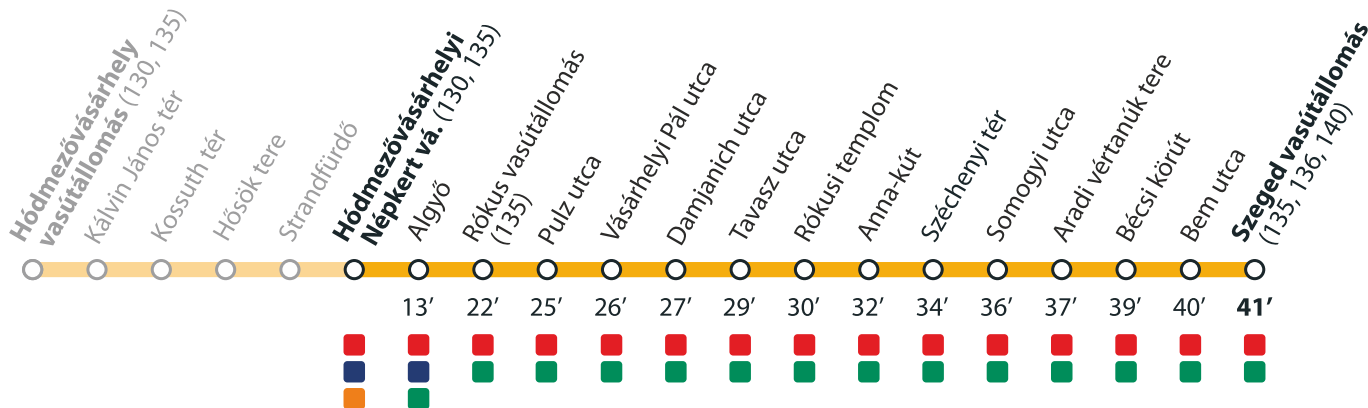 Hódmezővásárhely
vasútállomás (130, 135)
Kálvin János tér
Kossuth tér
Hősök tere
Strandfürdő
Hódmezővásárhelyi
Népkert vá. (130, 135)
Algyő
Rókus vasútállomás
(135)
Pulz utca
Vásárhelyi Pál utca
Damjanich utca
Tavasz utca
Rókusi templom
Anna-kút
Széchenyi tér
Somogyi utca
Aradi vértanúk tere
Bécsi körút
Bem utca
Szeged vasútállomás
(135, 136, 140)
13’ 22’ 25’ 26’ 27’ 29’ 30’ 32’ 34’ 36’ 37’ 39’ 40’ 41’